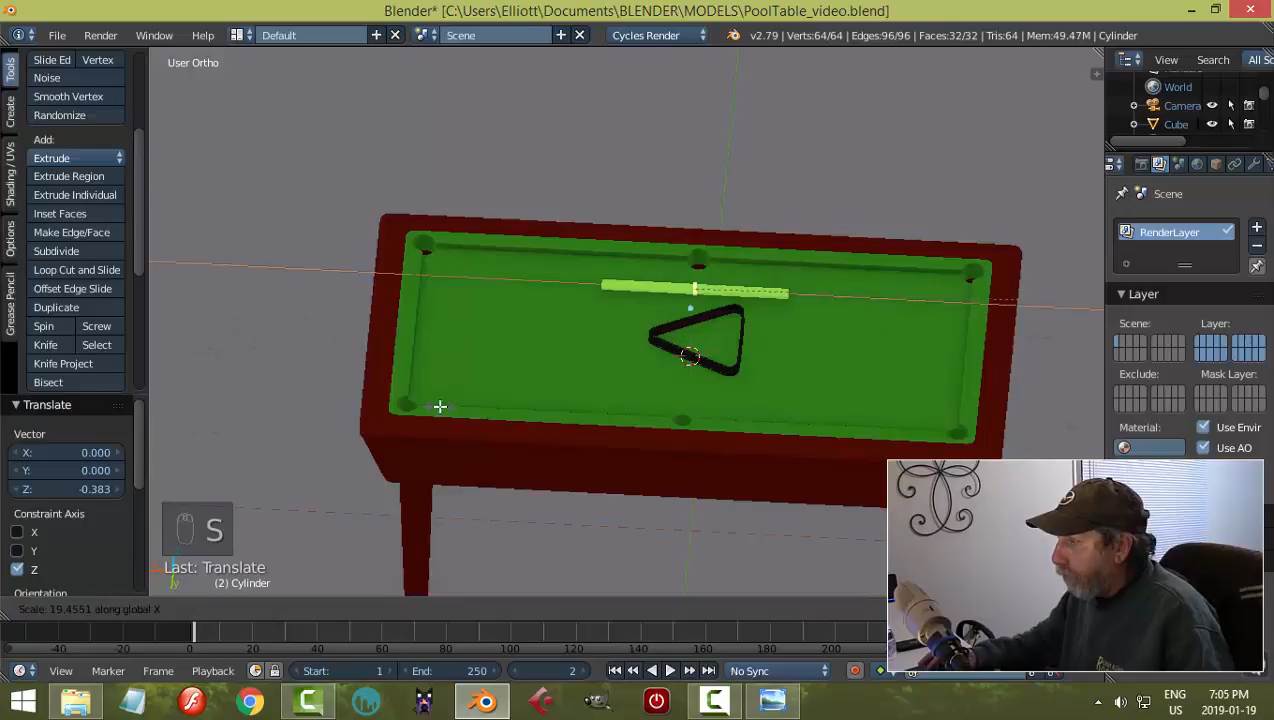 Blender* [C:\Users\Elliott\Documents\BLENDER\MODELS\PoolTable_video.blend]
File Render Window Help Default Scene Cycles Render v2.79 | Verts:64/64 | Edges:96/96 | Faces:32/32 | Tris:64 | Mem:49.47M | Cylinder
Slide Ed Vertex
Noise
Smooth Vertex
Randomize
Add:
Extrude
Extrude Region
Extrude Individual
Inset Faces
Make Edge/Face
Subdivide
Loop Cut and Slide
Offset Edge Slide
Duplicate
Spin Screw
Knife Select
Knife Project
Bisect
Tools
Create
Shading / UVs
Options
Grease Pencil
Translate
Vector
X: 0.000
Y: 0.000
Z: -0.383
Constraint Axis
X
Y
Z
Orientation
User Ortho
S
Last: Translate
(2) Cylinder
Scale: 19.4551 along global X
View Search All Sc
World
Camera
Cube
Scene
RenderLayer
Layer
Scene: Layer:
Exclude: Mask Layer:
Material: Use Envir
Use AO
-40 -20 0 20 40 60 80 100 120 140 160 180 200
View Marker Frame Playback Start: 1 End: 250 2 No Sync
ENG 7:05 PM
US 2019-01-19